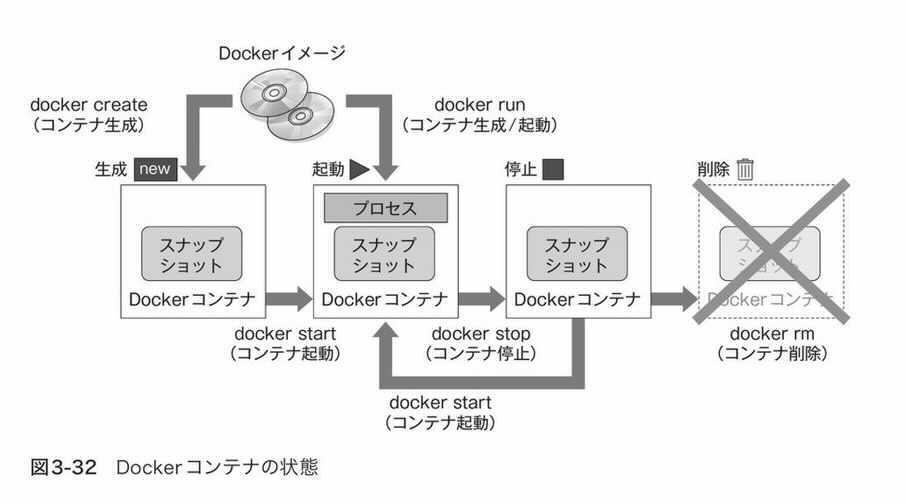 Dockerイメージ
docker create
（コンテナ生成）
docker run
（コンテナ生成/起動）
生成 new
起動
停止
削除
プロセス
スナップ
ショット
Dockerコンテナ
スナップ
ショット
Dockerコンテナ
スナップ
ショット
Dockerコンテナ
スナップ
ショット
Dockerコンテナ
docker start
（コンテナ起動）
docker stop
（コンテナ停止）
docker rm
（コンテナ削除）
docker start
（コンテナ起動）
図3-32 Dockerコンテナの状態